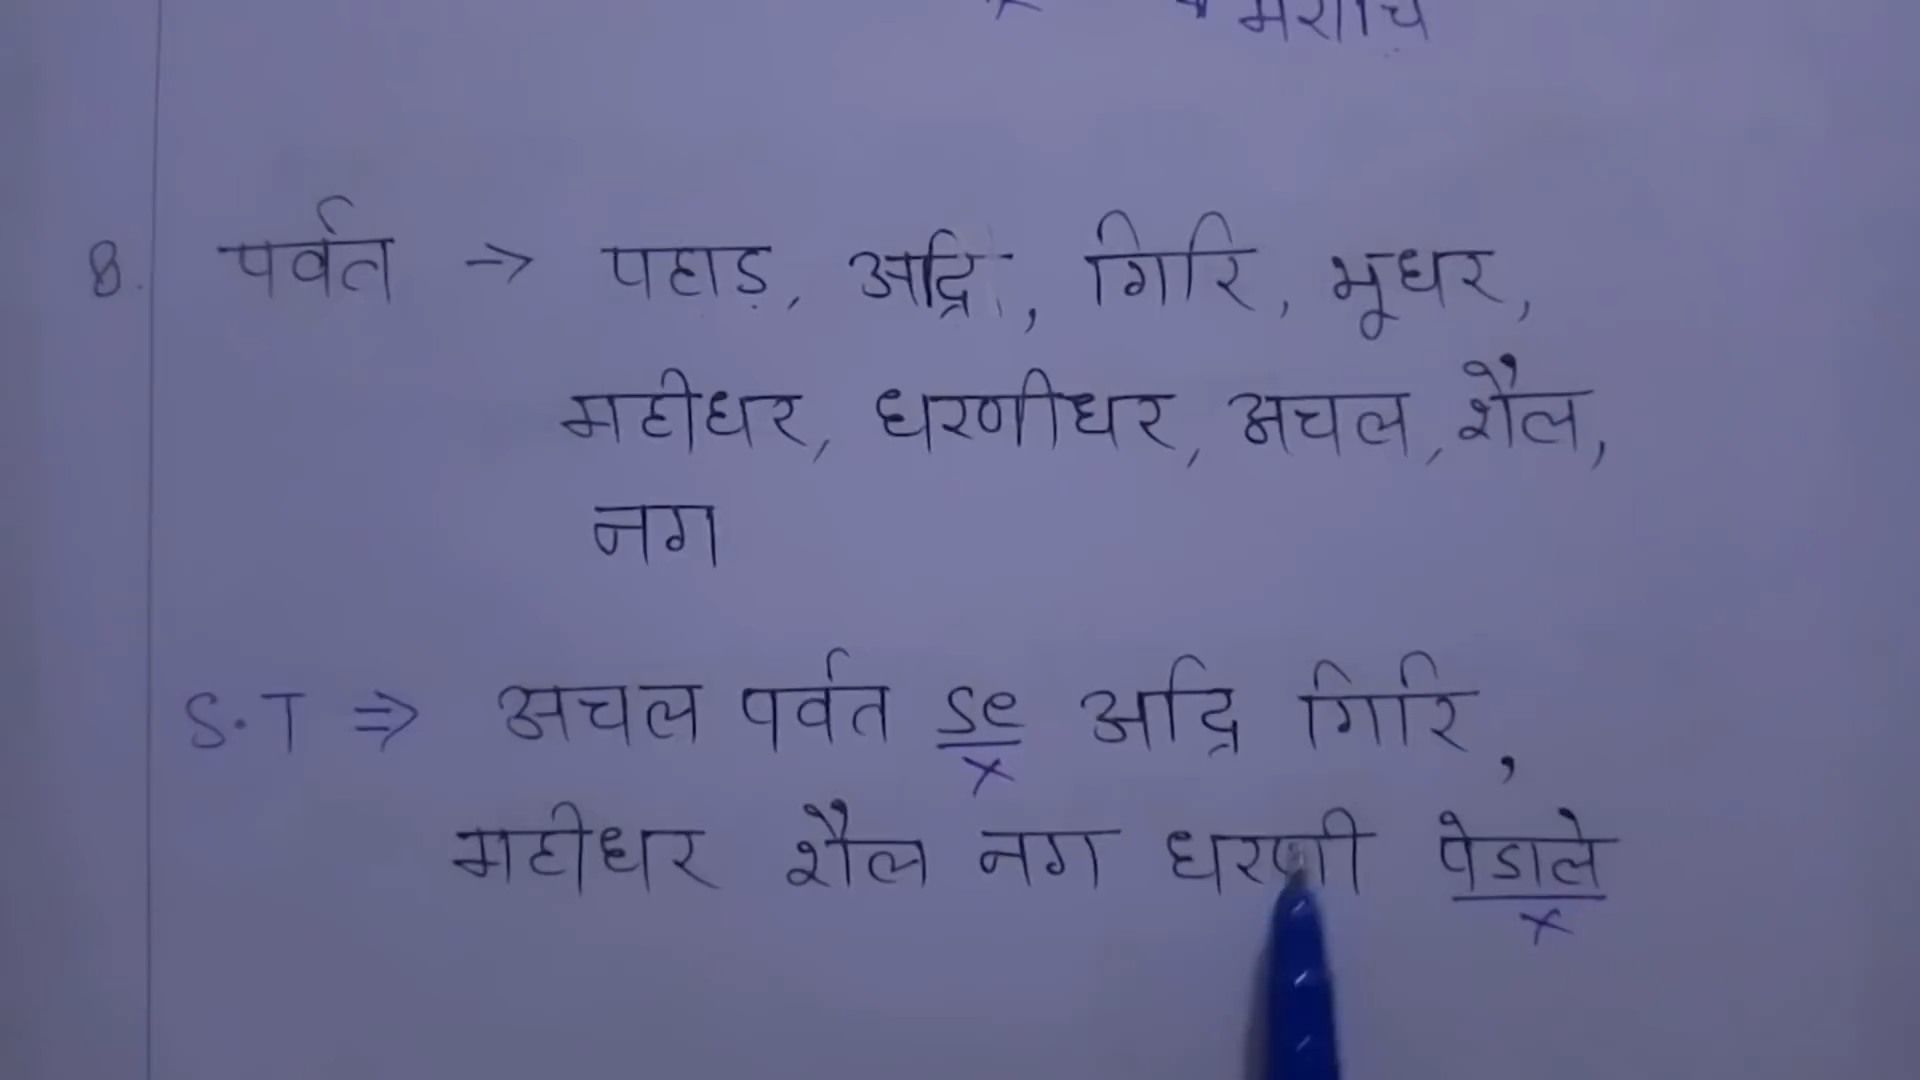 8. पर्वत → पहाड़, अद्रि, गिरि, भूधर,
महीधर, धरणीधर, अचल, शैल,
नग
S.T ⇒ अचल पर्वत se अद्रि गिरि,
x
महीधर शैल नग धरणी पेडाले
x